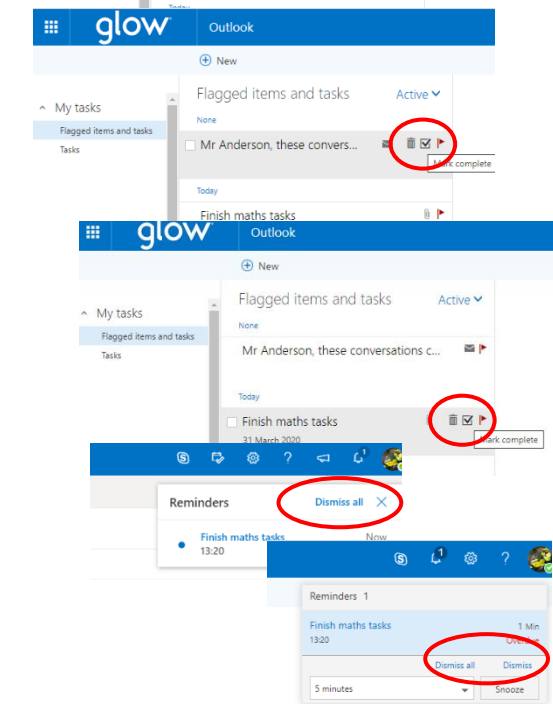 Today
glow Outlook
New
Flagged items and tasks Active
My tasks
None
Flagged items and tasks
Mr Anderson, these convers...
Tasks
Mark complete
Today
Finish maths tasks
glow Outlook
New
Flagged items and tasks Active
My tasks
None
Flagged items and tasks
Mr Anderson, these conversations c...
Tasks
Today
Finish maths tasks
31 March 2020
Mark complete
S ? 1
Reminders Dismiss all
Finish maths tasks Now
13:20
S 1 ?
Reminders 1
Finish maths tasks 1 Min
13:20 Overdue
Dismiss all Dismiss
5 minutes Snooze